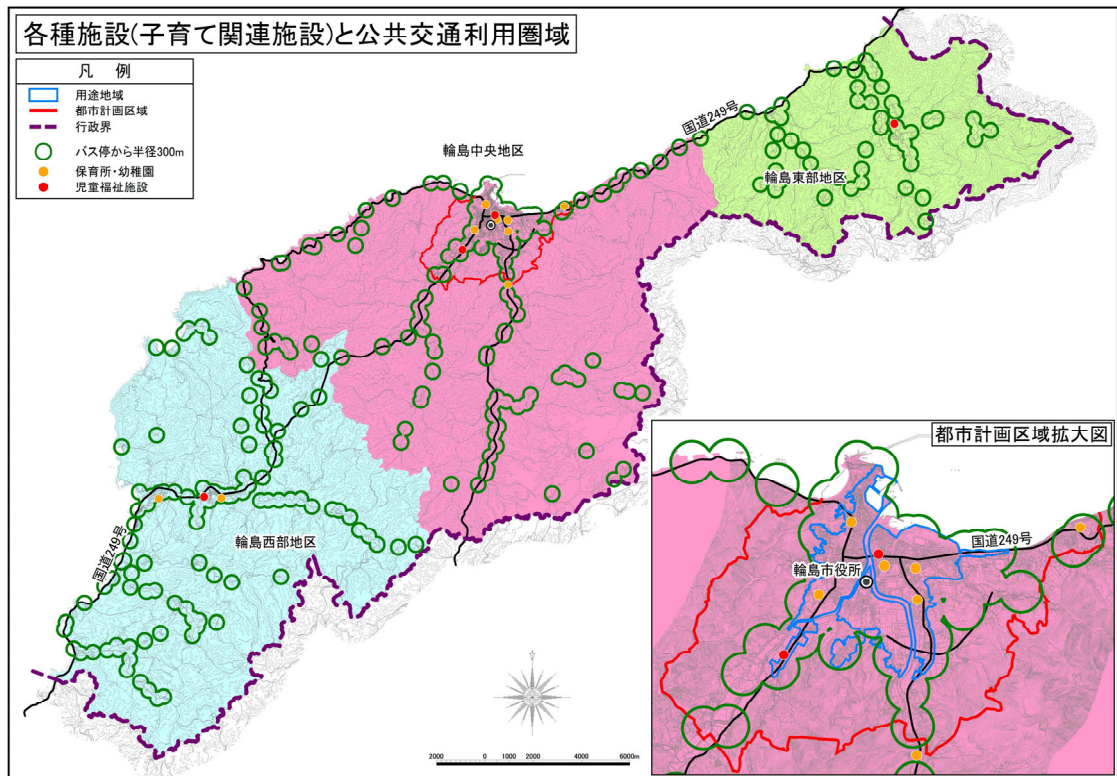 各種施設(子育て関連施設)と公共交通利用圏域
凡 例
用途地域
都市計画区域
行政界
バス停から半径300m
保育所・幼稚園
児童福祉施設
輪島中央地区
国道249号
輪島東部地区
国道249号
輪島西部地区
2000 0 1000 2000 4000 6000m
都市計画区域拡大図
国道249号
輪島市役所